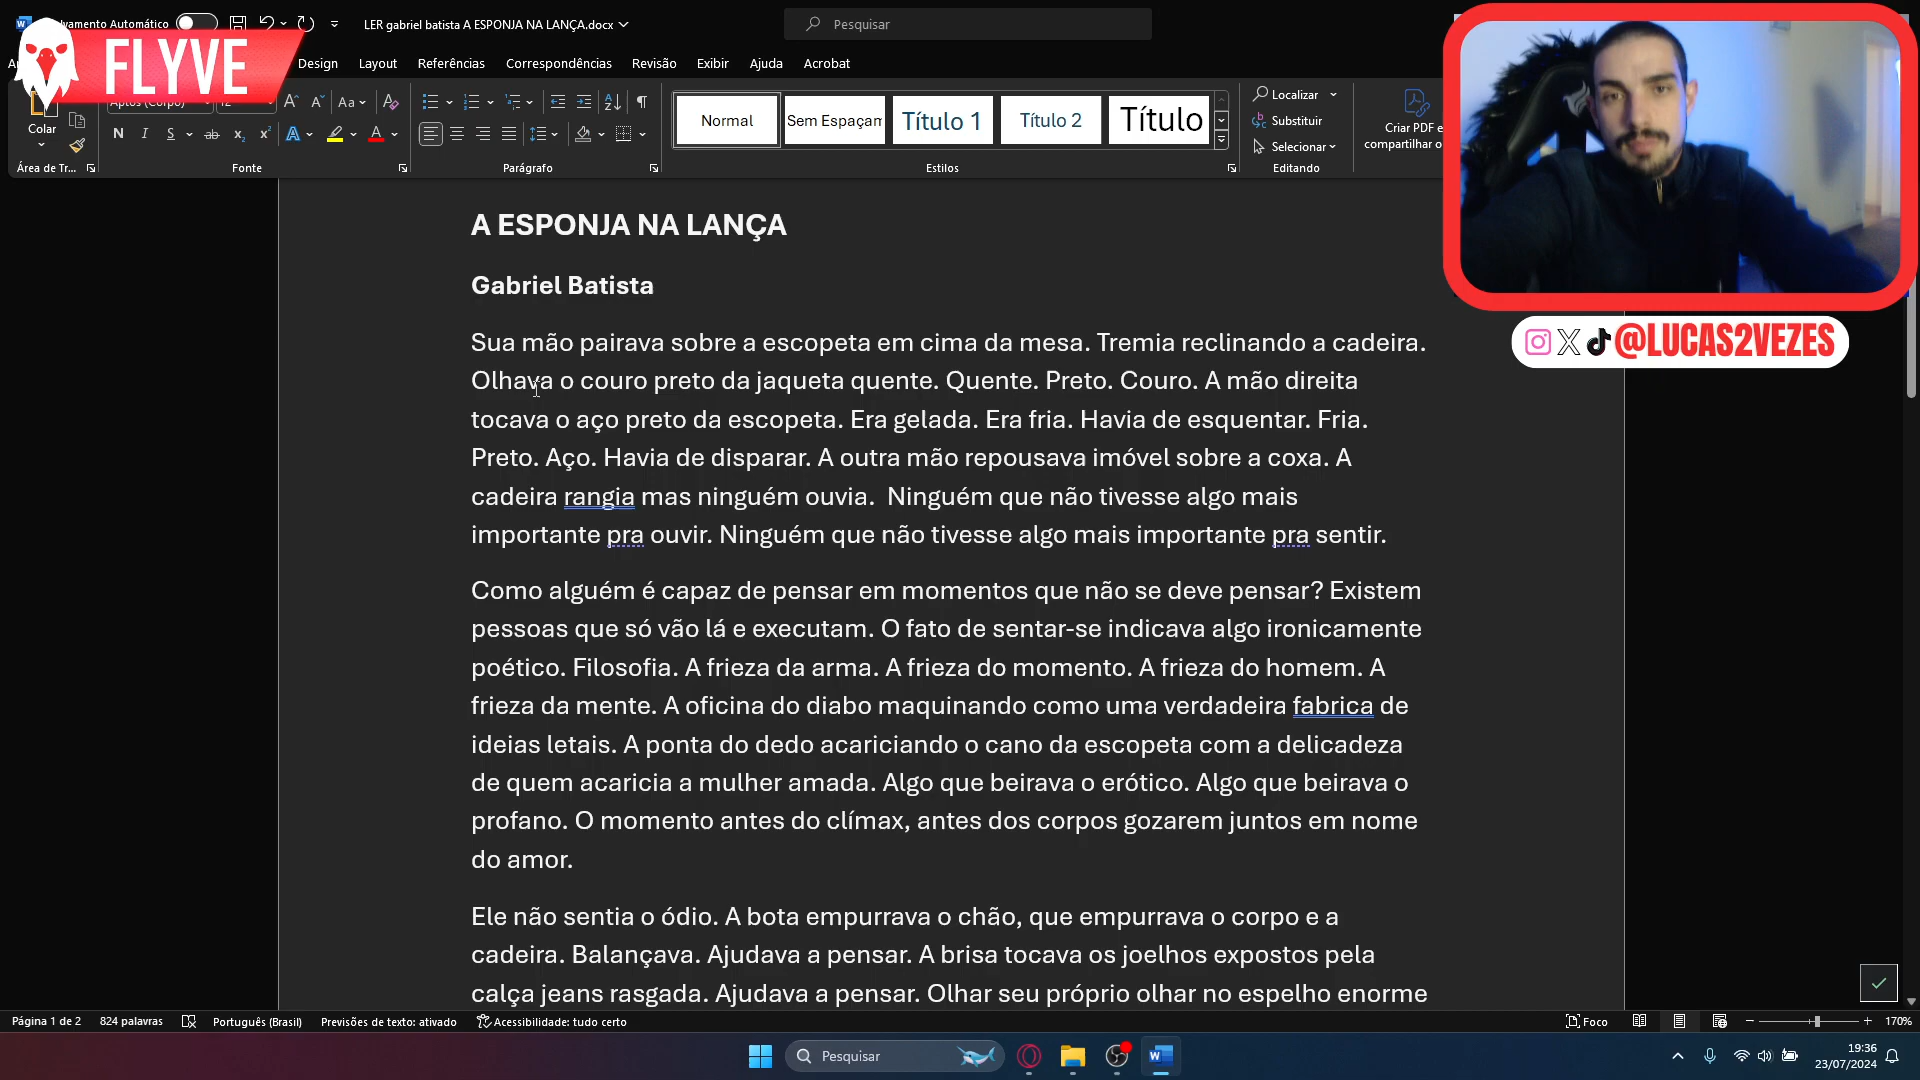 Salvamento Automático
LER gabriel batista A ESPONJA NA LANÇA.docx
Pesquisar
FLYVE
Design Layout Referências Correspondências Revisão Exibir Ajuda Acrobat
Colar
Área de Tr...
Aptos (Corpo) 12
Fonte
Parágrafo
Normal
Sem Espaçam
Título 1
Título 2
Título
Estilos
Localizar
Substituir
Selecionar
Editando
Criar PDF e
compartilhar o
@LUCAS2VEZES
A ESPONJA NA LANÇA
Gabriel Batista
Sua mão pairava sobre a escopeta em cima da mesa. Tremia reclinando a cadeira.
Olhava o couro preto da jaqueta quente. Quente. Preto. Couro. A mão direita
tocava o aço preto da escopeta. Era gelada. Era fria. Havia de esquentar. Fria.
Preto. Aço. Havia de disparar. A outra mão repousava imóvel sobre a coxa. A
cadeira rangia mas ninguém ouvia.  Ninguém que não tivesse algo mais
importante pra ouvir. Ninguém que não tivesse algo mais importante pra sentir.
Como alguém é capaz de pensar em momentos que não se deve pensar? Existem
pessoas que só vão lá e executam. O fato de sentar-se indicava algo ironicamente
poético. Filosofia. A frieza da arma. A frieza do momento. A frieza do homem. A
frieza da mente. A oficina do diabo maquinando como uma verdadeira fabrica de
ideias letais. A ponta do dedo acariciando o cano da escopeta com a delicadeza
de quem acaricia a mulher amada. Algo que beirava o erótico. Algo que beirava o
profano. O momento antes do clímax, antes dos corpos gozarem juntos em nome
do amor.
Ele não sentia o ódio. A bota empurrava o chão, que empurrava o corpo e a
cadeira. Balançava. Ajudava a pensar. A brisa tocava os joelhos expostos pela
calça jeans rasgada. Ajudava a pensar. Olhar seu próprio olhar no espelho enorme
Página 1 de 2 824 palavras Português (Brasil) Previsões de texto: ativado Acessibilidade: tudo certo Foco 170%
Pesquisar
19:36
23/07/2024